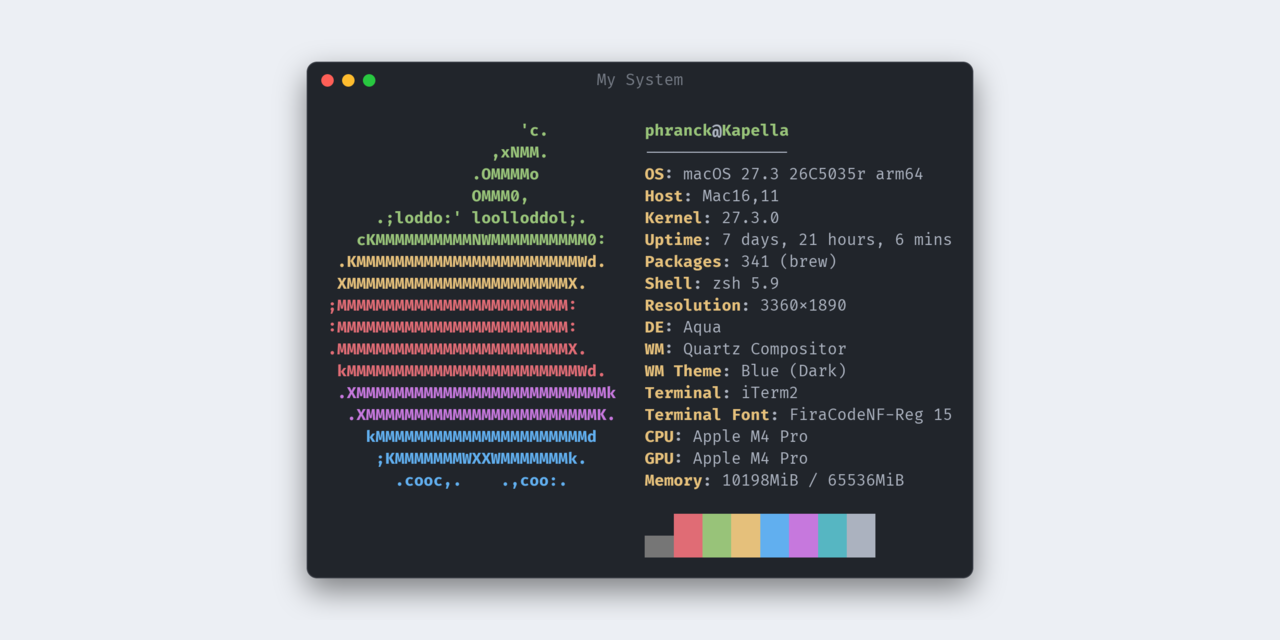 My System
'c.
,xNMM.
.OMMMMo
OMMM0,
.;loddo:' loolloddol;.
cKMMMMMMMMMMNWMMMMMMMMMM0:
.KMMMMMMMMMMMMMMMMMMMMMMMWd.
XMMMMMMMMMMMMMMMMMMMMMMMX.
;MMMMMMMMMMMMMMMMMMMMMMMM:
:MMMMMMMMMMMMMMMMMMMMMMMM:
.MMMMMMMMMMMMMMMMMMMMMMMMX.
kMMMMMMMMMMMMMMMMMMMMMMMMWd.
.XMMMMMMMMMMMMMMMMMMMMMMMMMMk
.XMMMMMMMMMMMMMMMMMMMMMMMMK.
kMMMMMMMMMMMMMMMMMMMMMMd
;KMMMMMMMWXXWMMMMMMMk.
.cooc,.    .,coo:.
phranck@Kapella
OS: macOS 27.3 26C5035r arm64
Host: Mac16,11
Kernel: 27.3.0
Uptime: 7 days, 21 hours, 6 mins
Packages: 341 (brew)
Shell: zsh 5.9
Resolution: 3360×1890
DE: Aqua
WM: Quartz Compositor
WM Theme: Blue (Dark)
Terminal: iTerm2
Terminal Font: FiraCodeNF-Reg 15
CPU: Apple M4 Pro
GPU: Apple M4 Pro
Memory: 10198MiB / 65536MiB